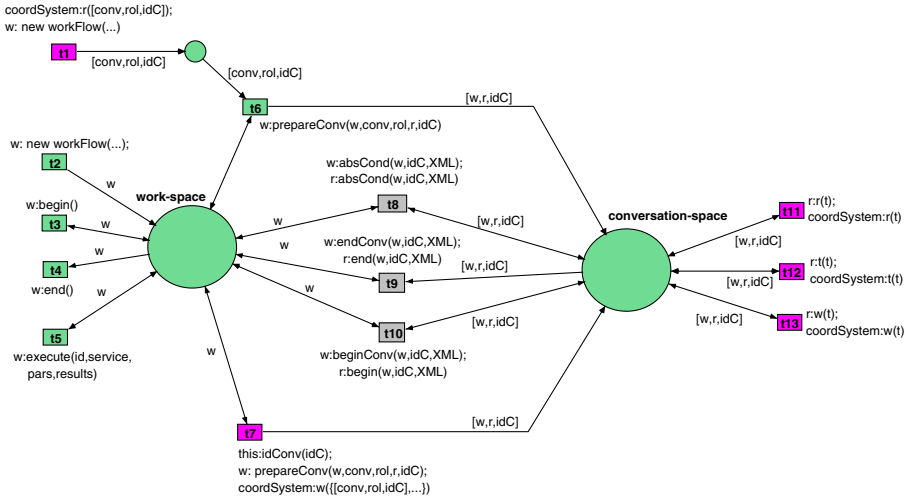 coordSystem:r([conv,rol,idC]);
w: new workFlow(...)
t1
[conv,rol,idC]
[conv,rol,idC]
t6
[w,r,idC]
w:prepareConv(w,conv,rol,r,idC)
w: new workFlow(...);
t2
w
work-space
w:begin()
t3
w
t4
w
w:end()
w
t5
w:execute(id,service,
pars,results)
w:absCond(w,idC,XML);
r:absCond(w,idC,XML)
t8
w
[w,r,idC]
w:endConv(w,idC,XML);
r:end(w,idC,XML)
w
t9
[w,r,idC]
w
t10
[w,r,idC]
w:beginConv(w,idC,XML);
r:begin(w,idC,XML)
conversation-space
t11
r:r(t);
coordSystem:r(t)
[w,r,idC]
t12
r:t(t);
coordSystem:t(t)
[w,r,idC]
t13
r:w(t);
coordSystem:w(t)
[w,r,idC]
w
t7
[w,r,idC]
this:idConv(idC);
w: prepareConv(w,conv,rol,r,idC);
coordSystem:w({[conv,rol,idC],...})